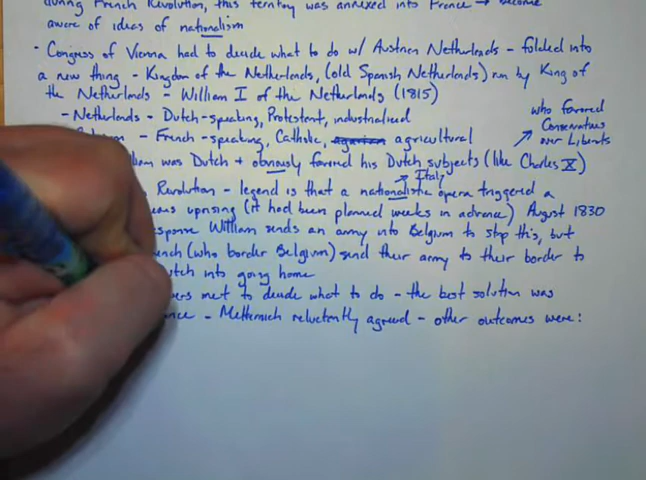 during French Revolution, this territory was annexed into France → become
aware of ideas of nationalism
· Congress of Vienna had to decide what to do w/ Austrian Netherlands - folded into
a new thing - Kingdom of the Netherlands, (old Spanish Netherlands) run by King of
the Netherlands - William I of the Netherlands (1815)
- Netherlands - Dutch-speaking, Protestant, industrialized
who favored
Conservatives
over Liberals
- French-speaking, Catholic, agrarian agricultural
was Dutch + obviously favored his Dutch subjects (like Charles X)
→ Italy
Revolution - legend is that a nationalistic opera triggered a
uprising (it had been planned weeks in advance) August 1830
William sends an army into Belgium to stop this, but
(who border Belgium) send their army to their border to
into going home
met to decide what to do - the best solution was
- Metternich reluctantly agreed - other outcomes were: